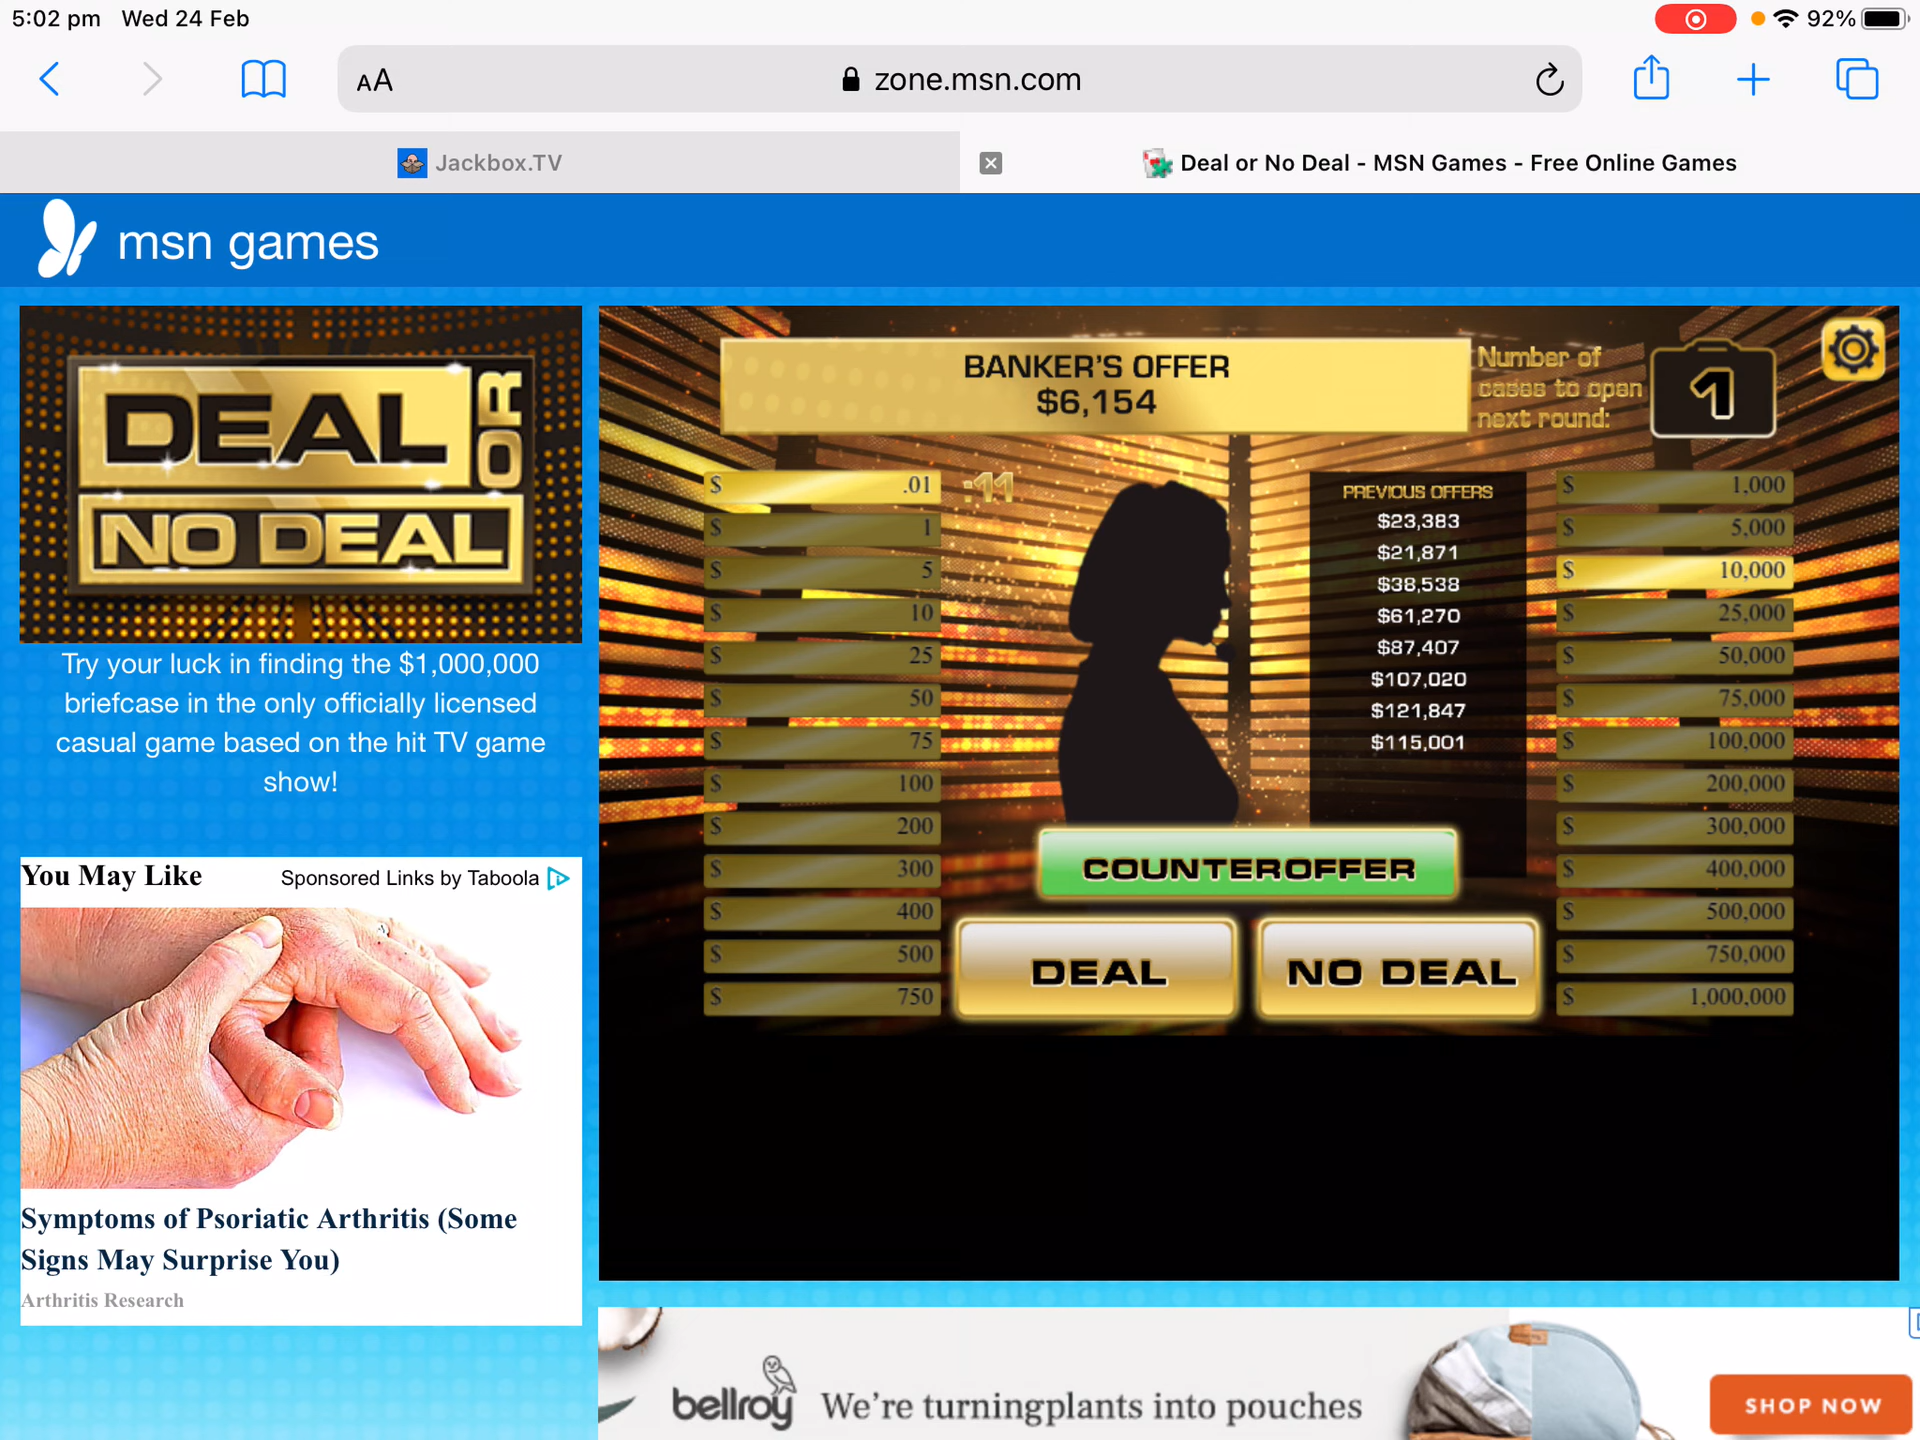 5:02 pm Wed 24 Feb
92%
AA
zone.msn.com
Jackbox.TV
Deal or No Deal - MSN Games - Free Online Games
msn games
DEAL
OR
NO DEAL
Try your luck in finding the $1,000,000
briefcase in the only officially licensed
casual game based on the hit TV game
show!
You May Like
Sponsored Links by Taboola
Symptoms of Psoriatic Arthritis (Some
Signs May Surprise You)
Arthritis Research
BANKER'S OFFER
$6,154
Number of
cases to open
next round:
1
:11
$ .01
$ 1
$ 5
$ 10
$ 25
$ 50
$ 75
$ 100
$ 200
$ 300
$ 400
$ 500
$ 750
PREVIOUS OFFERS
$23,383
$21,871
$38,538
$61,270
$87,407
$107,020
$121,847
$115,001
$ 1,000
$ 5,000
$ 10,000
$ 25,000
$ 50,000
$ 75,000
$ 100,000
$ 200,000
$ 300,000
$ 400,000
$ 500,000
$ 750,000
$ 1,000,000
COUNTEROFFER
DEAL
NO DEAL
bellroy
We're turningplants into pouches
SHOP NOW